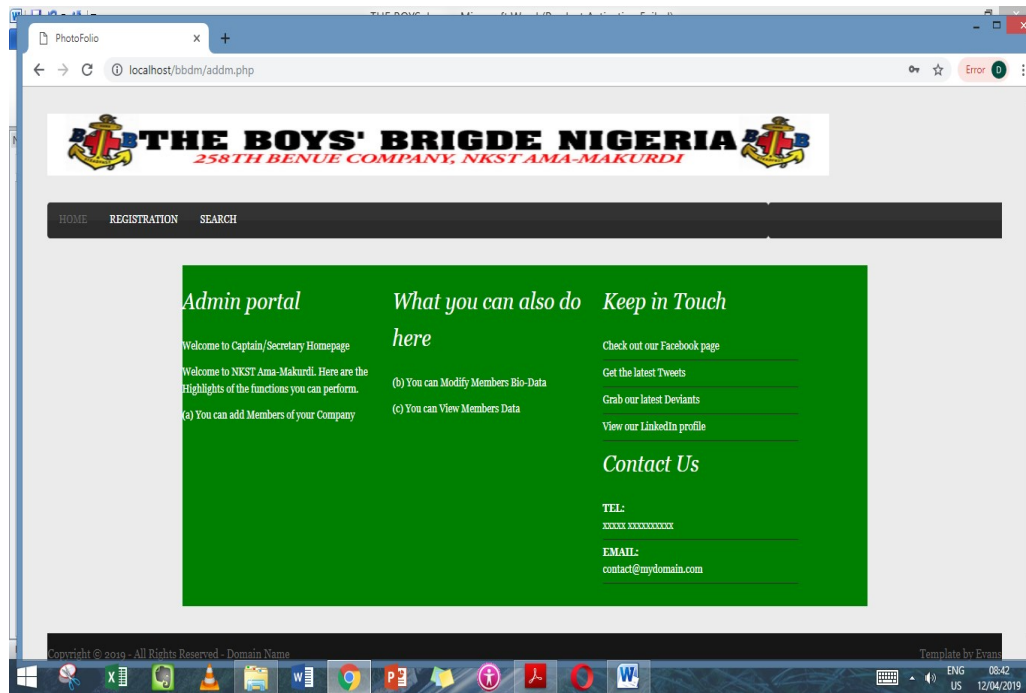 PhotoFolio
localhost/bbdm/addm.php
Error D
B B THE BOYS' BRIGDE NIGERIA B B
258TH BENUE COMPANY, NKST AMA-MAKURDI
HOME REGISTRATION SEARCH
Admin portal
Welcome to Captain/Secretary Homepage
Welcome to NKST Ama-Makurdi. Here are the
Highlights of the functions you can perform.
(a) You can add Members of your Company
What you can also do
here
(b) You can Modify Members Bio-Data
(c) You can View Members Data
Keep in Touch
Check out our Facebook page
Get the latest Tweets
Grab our latest Deviants
View our LinkedIn profile
Contact Us
TEL:
xxxxx xxxxxxxxxx
EMAIL:
contact@mydomain.com
Copyright © 2019 - All Rights Reserved - Domain Name
Template by Evans
ENG 08:42
US 12/04/2019